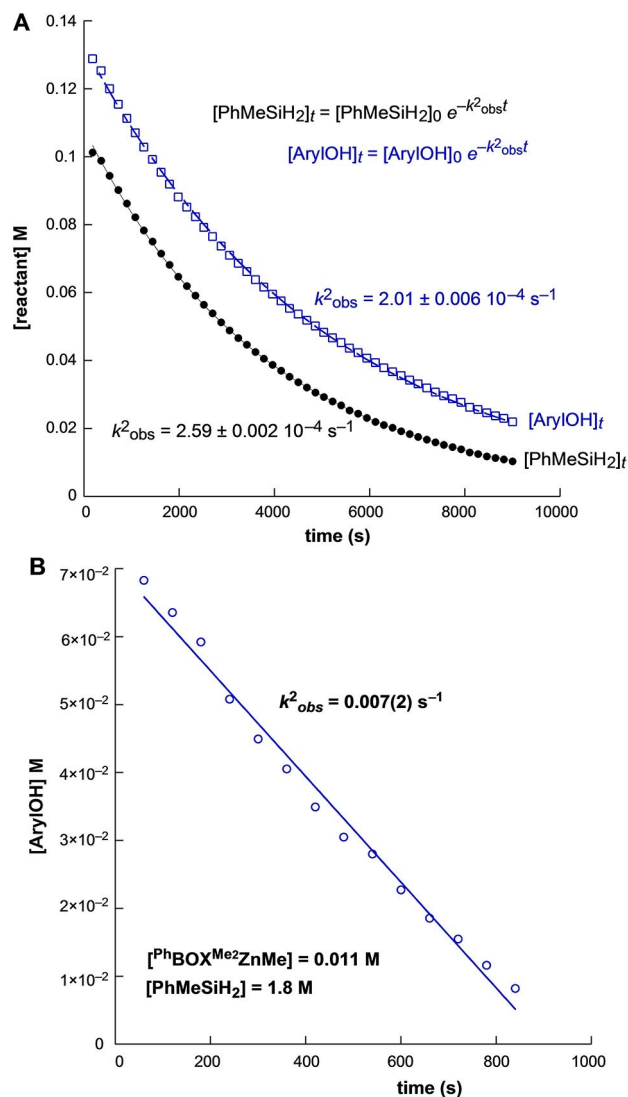 A
0.14
[PhMeSiH₂]ₜ = [PhMeSiH₂]₀ e^(–k²obs t)
[ArylOH]ₜ = [ArylOH]₀ e^(–k²obs t)
0.12
0.1
0.08
0.06
0.04
0.02
0
[reactant] M
k²obs = 2.01 ± 0.006 10⁻⁴ s⁻¹
k²obs = 2.59 ± 0.002 10⁻⁴ s⁻¹
[ArylOH]ₜ
[PhMeSiH₂]ₜ
0 2000 4000 6000 8000 10000
time (s)
B
7×10⁻²
6×10⁻²
5×10⁻²
4×10⁻²
3×10⁻²
2×10⁻²
1×10⁻²
0
[ArylOH] M
k²obs = 0.007(2) s⁻¹
[ᴾʰBOXᴹᵉ²ZnMe] = 0.011 M
[PhMeSiH₂] = 1.8 M
0 200 400 600 800 1000
time (s)